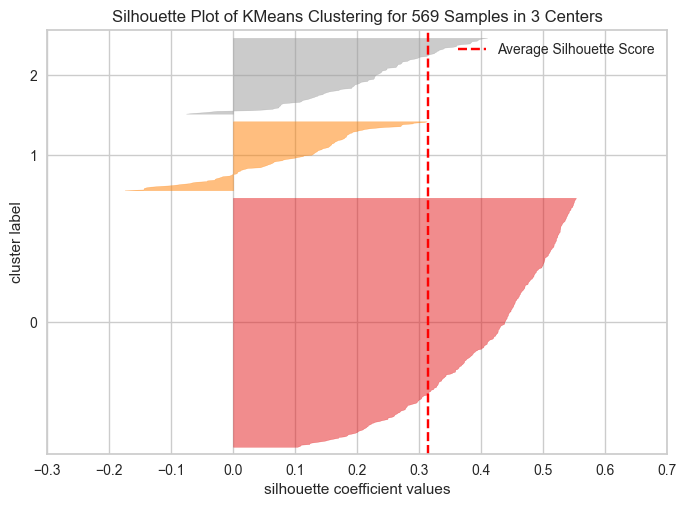 Silhouette Plot of KMeans Clustering for 569 Samples in 3 Centers
Average Silhouette Score
2
1
0
cluster label
−0.3 −0.2 −0.1 0.0 0.1 0.2 0.3 0.4 0.5 0.6 0.7
silhouette coefficient values